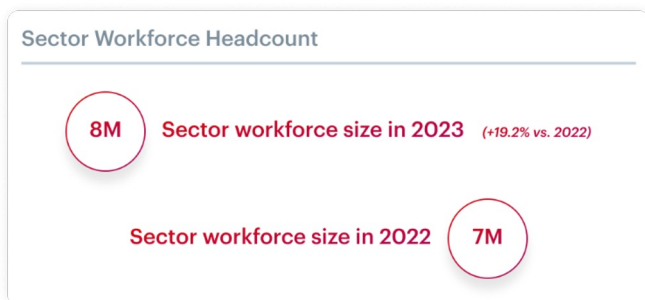 Sector Workforce Headcount
8M Sector workforce size in 2023 (+19.2% vs. 2022)
Sector workforce size in 2022 7M